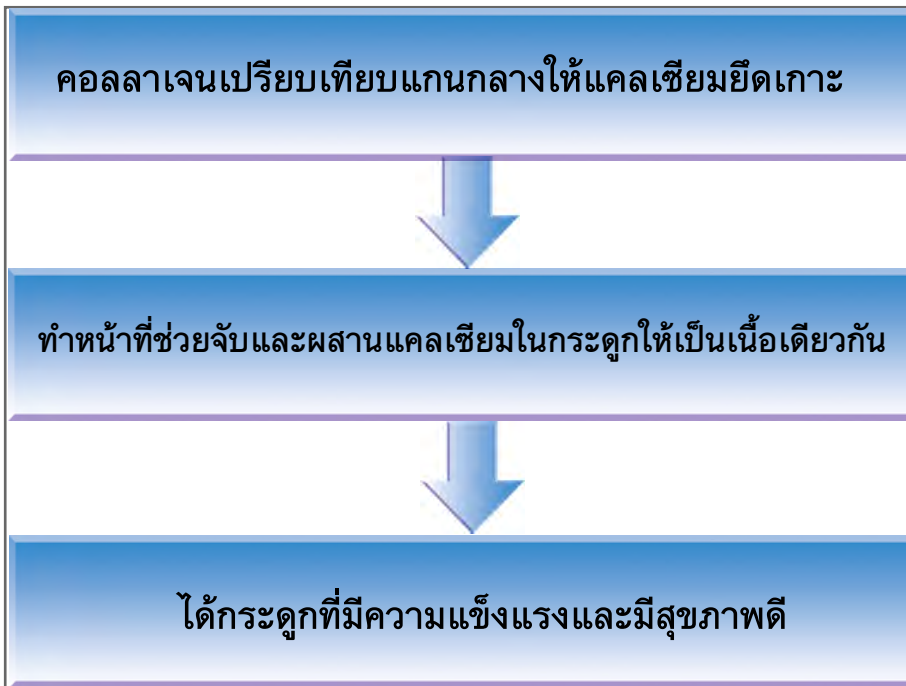 คอลลาเจนเปรียบเทียบแกนกลางให้แคลเซียมยึดเกาะ
ทำหน้าที่ช่วยจับและผสานแคลเซียมในกระดูกให้เป็นเนื้อเดียวกัน
ได้กระดูกที่มีความแข็งแรงและมีสุขภาพดี